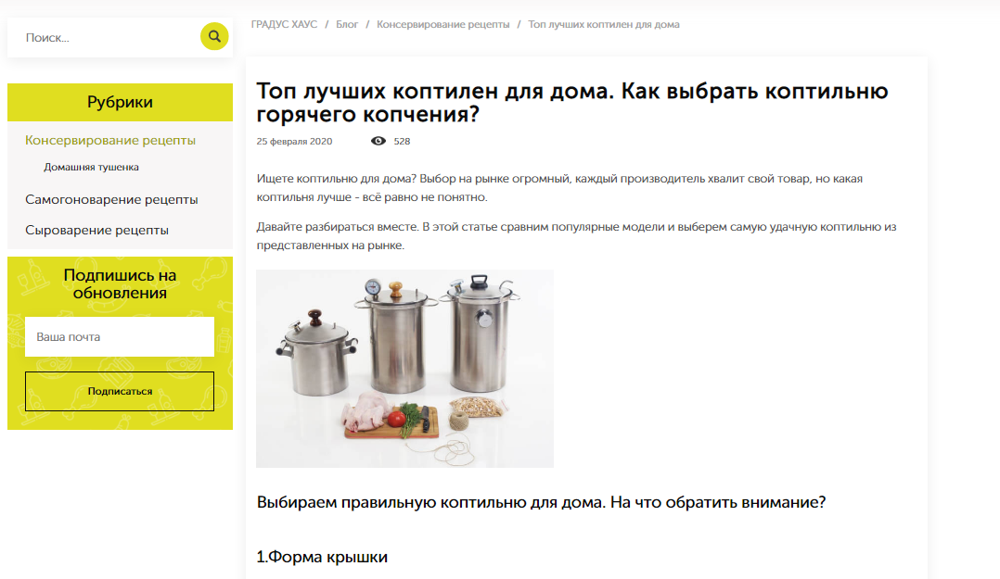 Поиск...
ГРАДУС ХАУС / Блог / Консервирование рецепты / Топ лучших коптилен для дома
Рубрики
Консервирование рецепты
Домашняя тушенка
Самогоноварение рецепты
Сыроварение рецепты
Подпишись на
обновления
Ваша почта
Подписаться
Топ лучших коптилен для дома. Как выбрать коптильню
горячего копчения?
25 февраля 2020 528
Ищете коптильню для дома? Выбор на рынке огромный, каждый производитель хвалит свой товар, но какая
коптильня лучше - всё равно не понятно.
Давайте разбираться вместе. В этой статье сравним популярные модели и выберем самую удачную коптильню из
представленных на рынке.
Выбираем правильную коптильню для дома. На что обратить внимание?
1.Форма крышки